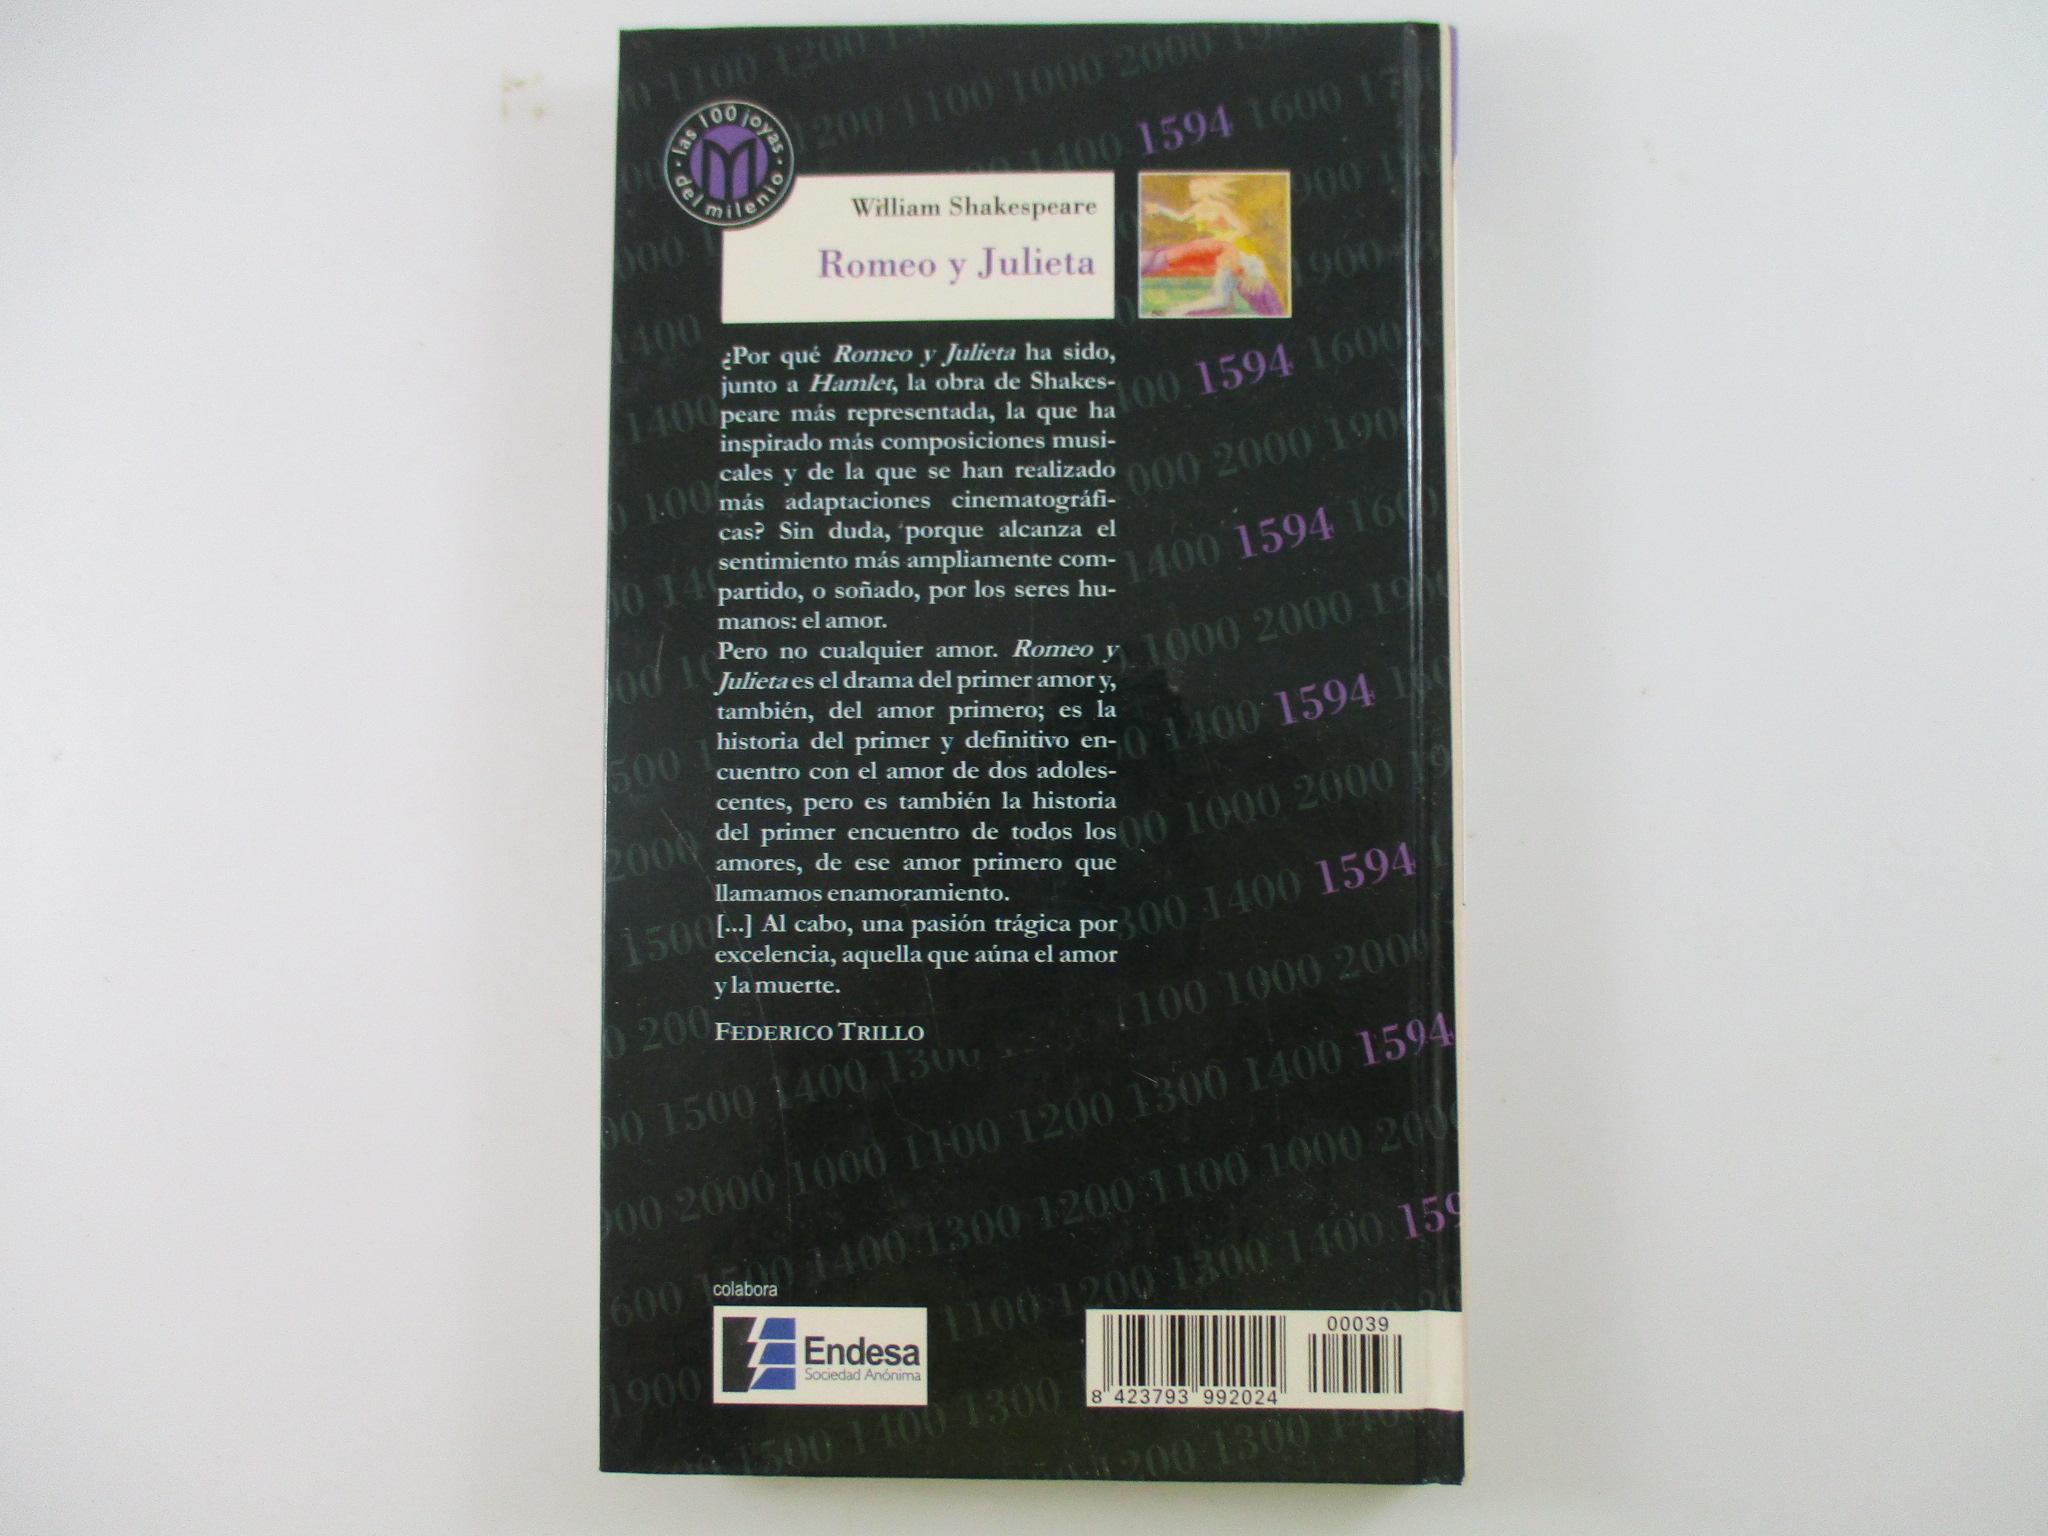 las 100 joyas
del milenio
William Shakespeare
Romeo y Julieta
¿Por qué Romeo y Julieta ha sido,
junto a Hamlet, la obra de Shakes-
peare más representada, la que ha
inspirado más composiciones musi-
cales y de la que se han realizado
más adaptaciones cinematográfi-
cas? Sin duda, porque alcanza el
sentimiento más ampliamente com-
partido, o soñado, por los seres hu-
manos: el amor.
Pero no cualquier amor. Romeo y
Julieta es el drama del primer amor y,
también, del amor primero; es la
historia del primer y definitivo en-
cuentro con el amor de dos adoles-
centes, pero es también la historia
del primer encuentro de todos los
amores, de ese amor primero que
llamamos enamoramiento.
[...] Al cabo, una pasión trágica por
excelencia, aquella que aúna el amor
y la muerte.
FEDERICO TRILLO
1594
1594
1594
1594
1594
1594
colabora
Endesa
Sociedad Anónima
00039
8 423793 992024